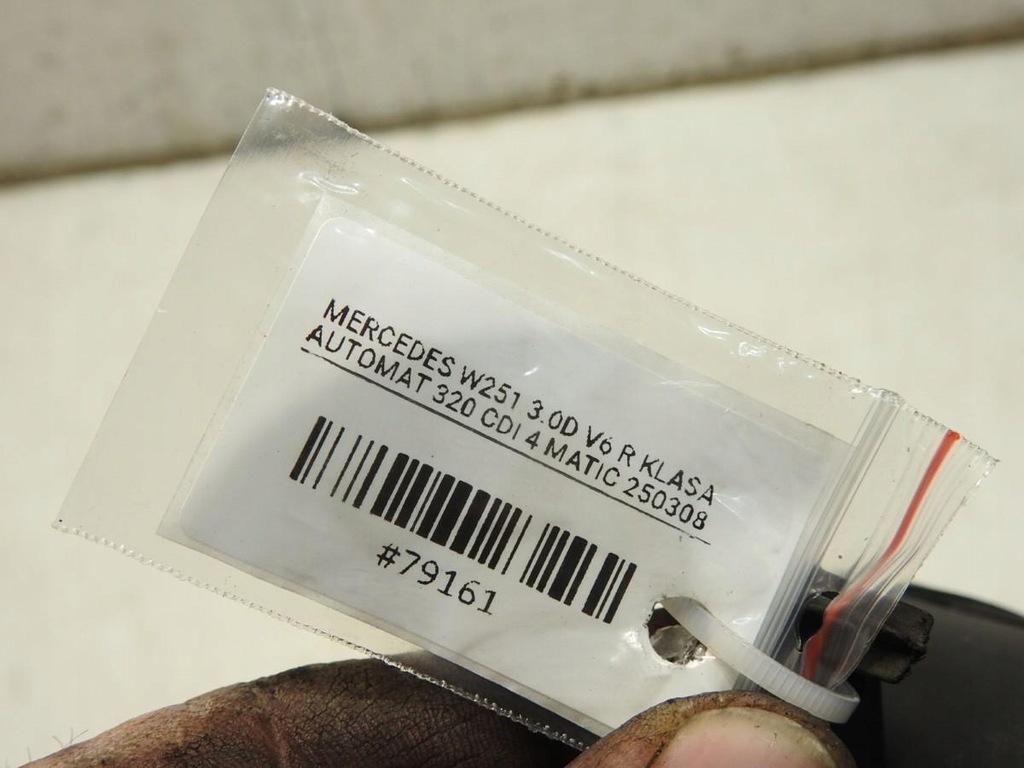 MERCEDES W251 3.0D V6 R KLASA
AUTOMAT 320 CDI 4 MATIC 250308
#79161